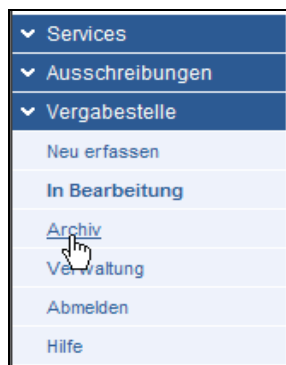 Services
Ausschreibungen
Vergabestelle
Neu erfassen
In Bearbeitung
Archiv
Verwaltung
Abmelden
Hilfe